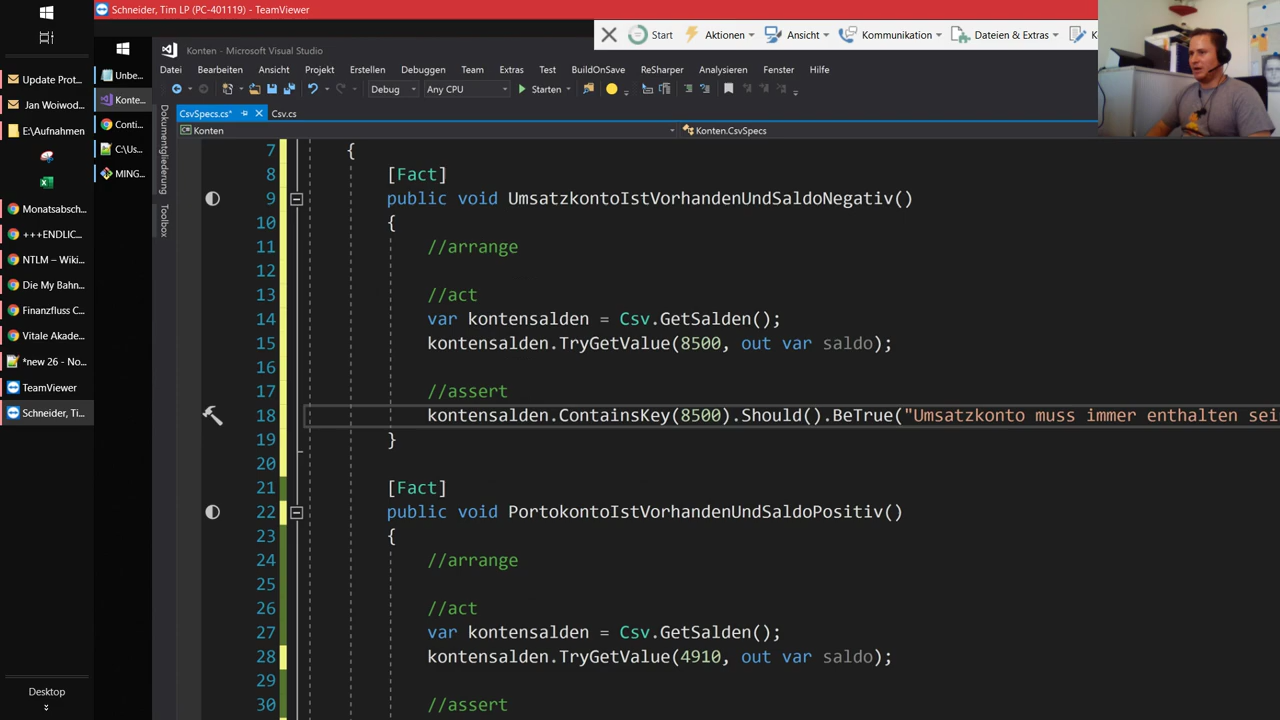 Schneider, Tim LP (PC-401119) - TeamViewer
Start
Aktionen
Ansicht
Kommunikation
Dateien & Extras
K
Konten - Microsoft Visual Studio
Datei
Bearbeiten
Ansicht
Projekt
Erstellen
Debuggen
Team
Extras
Test
BuildOnSave
ReSharper
Analysieren
Fenster
Hilfe
Debug
Any CPU
Starten
CsvSpecs.cs*
Csv.cs
Konten
Konten.CsvSpecs
Dokumentgliederung
Toolbox
Update Prot...
Jan Woiwod...
E:\Aufnahmen
Monatsabsch...
+++ENDLIC...
NTLM – Wiki...
Die My Bahn...
Finanzfluss C...
Vitale Akade...
*new 26 - No...
TeamViewer
Schneider, Ti...
Desktop
Unbe...
Konte...
Conti...
C:\Us...
MING...
7 {
8 [Fact]
9 public void UmsatzkontoIstVorhandenUndSaldoNegativ()
10 {
11 //arrange
12
13 //act
14 var kontensalden = Csv.GetSalden();
15 kontensalden.TryGetValue(8500, out var saldo);
16
17 //assert
18 kontensalden.ContainsKey(8500).Should().BeTrue("Umsatzkonto muss immer enthalten sei
19 }
20
21 [Fact]
22 public void PortokontoIstVorhandenUndSaldoPositiv()
23 {
24 //arrange
25
26 //act
27 var kontensalden = Csv.GetSalden();
28 kontensalden.TryGetValue(4910, out var saldo);
29
30 //assert